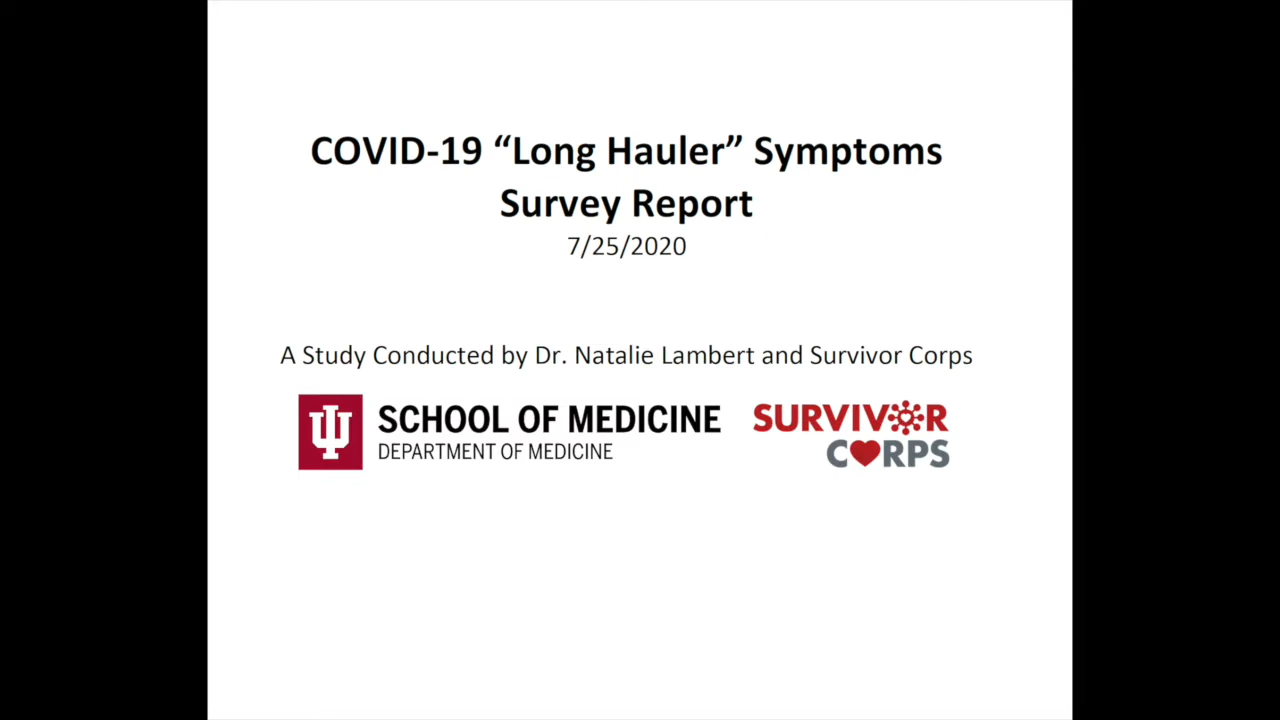 COVID-19 “Long Hauler” Symptoms
Survey Report
7/25/2020
A Study Conducted by Dr. Natalie Lambert and Survivor Corps
SCHOOL OF MEDICINE
DEPARTMENT OF MEDICINE
SURVIVOR
CORPS